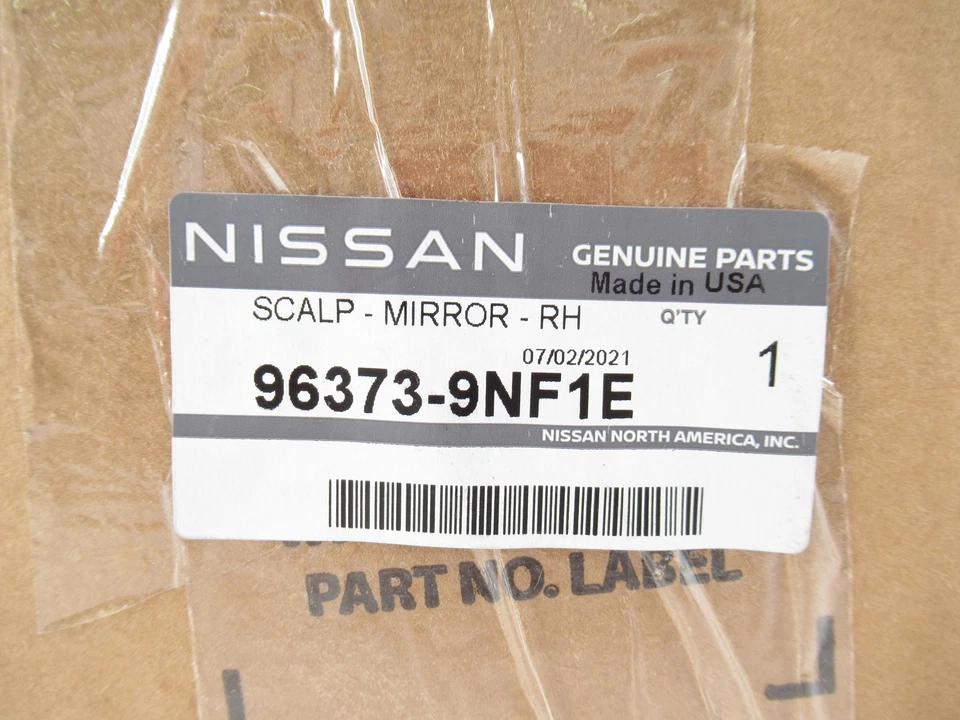 NISSAN GENUINE PARTS
Made in USA
SCALP - MIRROR - RH Q'TY
07/02/2021 1
96373-9NF1E
NISSAN NORTH AMERICA, INC.
PART NO. LABEL